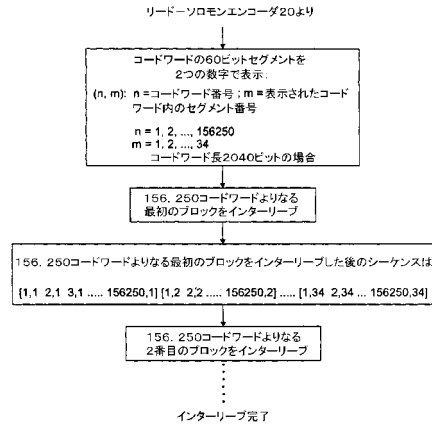 リード－ソロモンエンコーダ20より
コードワードの60ビットセグメントを
2つの数字で表示:
(n, m): n =コードワード番号 ; m = 表示されたコード
ワード内のセグメント番号
n = 1, 2, ..., 156250
m = 1, 2, ..., 34
コードワード長2040ビットの場合
156. 250コードワードよりなる
最初のブロックをインターリーブ
156. 250コードワードよりなる最初のブロックをインターリーブした後のシーケンスは
[1,1 2,1 3,1 ..... 156250,1] [1,2 2,2 ..... 156250,2] ..... [1,34 2,34 ... 156250,34]
156. 250コードワードよりなる
2番目のブロックをインターリーブ
インターリーブ完了